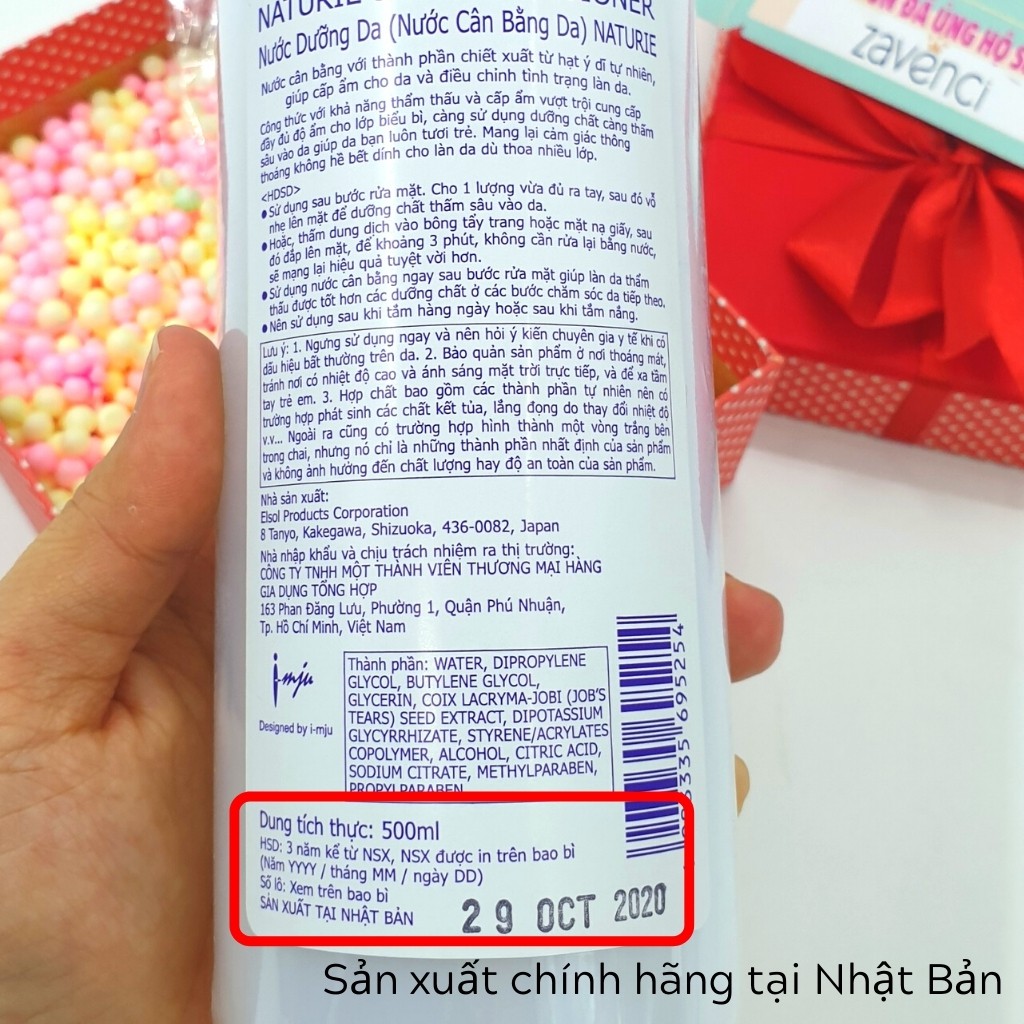 NATURIE
Nước Dưỡng Da (Nước Cân Bằng Da) NATURIE
Nước cân bằng với thành phần chiết xuất từ hạt ý dĩ tự nhiên,
giúp cấp ẩm cho da và điều chỉnh tình trạng làn da.
Công thức với khả năng thẩm thấu và cấp ẩm vượt trội cung cấp
đầy đủ độ ẩm cho lớp biểu bì, càng sử dụng dưỡng chất càng thấm
sâu vào da giúp da bạn luôn tươi trẻ. Mang lại cảm giác thông
thoáng không hề bết dính cho làn da dù thoa nhiều lớp.
<HDSD>
•Sử dụng sau bước rửa mặt. Cho 1 lượng vừa đủ ra tay, sau đó vỗ
nhẹ lên mặt để dưỡng chất thấm sâu vào da.
•Hoặc, thấm dung dịch vào bông tẩy trang hoặc mặt nạ giấy, sau
đó đắp lên mặt, để khoảng 3 phút, không cần rửa lại bằng nước,
sẽ mang lại hiệu quả tuyệt vời hơn.
•Sử dụng nước cân bằng ngay sau bước rửa mặt giúp làn da thấm
thấu được tốt hơn các dưỡng chất ở các bước chăm sóc da tiếp theo.
•Nên sử dụng sau khi tắm hàng ngày hoặc sau khi tắm nắng.
Lưu ý: 1. Ngưng sử dụng ngay và nên hỏi ý kiến chuyên gia y tế khi có
dấu hiệu bất thường trên da. 2. Bảo quản sản phẩm ở nơi thoáng mát,
tránh nơi có nhiệt độ cao và ánh sáng mặt trời trực tiếp, và để xa tầm
tay trẻ em. 3. Hợp chất bao gồm các thành phần tự nhiên nên có
trường hợp phát sinh các chất kết tủa, lắng đọng do thay đổi nhiệt độ
v.v... Ngoài ra cũng có trường hợp hình thành một vòng trắng bên
trong chai, nhưng nó chỉ là những thành phần nhất định của sản phẩm
và không ảnh hưởng đến chất lượng hay độ an toàn của sản phẩm.
Nhà sản xuất:
Elsol Products Corporation
8 Tanyo, Kakegawa, Shizuoka, 436-0082, Japan
Nhà nhập khẩu và chịu trách nhiệm ra thị trường:
CÔNG TY TNHH MỘT THÀNH VIÊN THƯƠNG MẠI HÀNG
GIA DỤNG TỔNG HỢP
163 Phan Đăng Lưu, Phường 1, Quận Phú Nhuận,
Tp. Hồ Chí Minh, Việt Nam
i-mju
Designed by i-mju
Thành phần: WATER, DIPROPYLENE
GLYCOL, BUTYLENE GLYCOL,
GLYCERIN, COIX LACRYMA-JOBI (JOB'S
TEARS) SEED EXTRACT, DIPOTASSIUM
GLYCYRRHIZATE, STYRENE/ACRYLATES
COPOLYMER, ALCOHOL, CITRIC ACID,
SODIUM CITRATE, METHYLPARABEN,
PROPYLPARABEN
Dung tích thực: 500ml
HSD: 3 năm kể từ NSX, NSX được in trên bao bì
(Năm YYYY / tháng MM / ngày DD)
Số lô: Xem trên bao bì
SẢN XUẤT TẠI NHẬT BẢN
29 OCT 2020
ĐÃ ỦNG HỘ
zavenci
Sản xuất chính hãng tại Nhật Bản